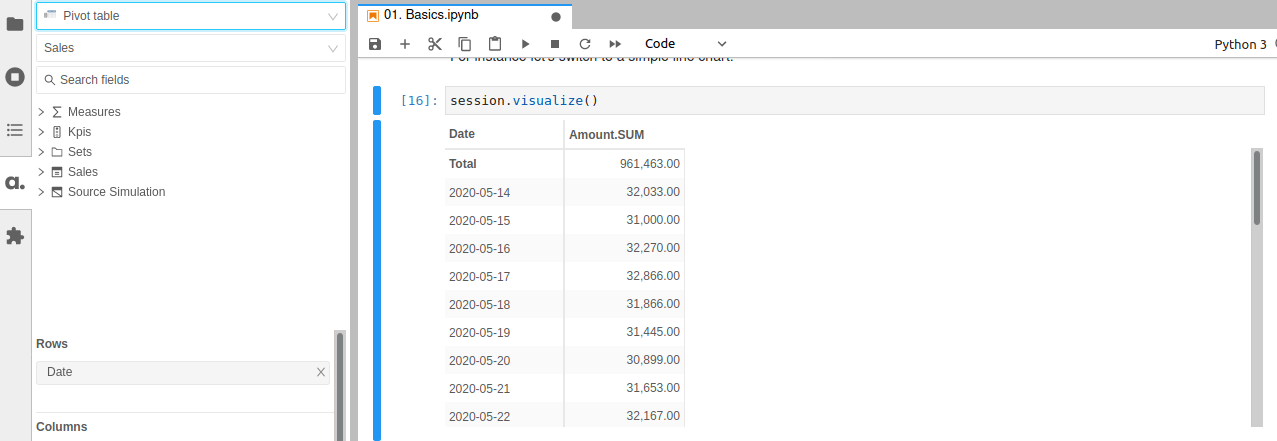 Pivot table
Sales
Search fields
Measures
Kpis
Sets
Sales
Source Simulation
Rows
Date
Columns
a.
01. Basics.ipynb
Code
Python 3
For instance let's switch to a simple line chart.
[16]: session.visualize()
Date Amount.SUM
Total 961,463.00
2020-05-14 32,033.00
2020-05-15 31,000.00
2020-05-16 32,270.00
2020-05-17 32,866.00
2020-05-18 31,866.00
2020-05-19 31,445.00
2020-05-20 30,899.00
2020-05-21 31,653.00
2020-05-22 32,167.00